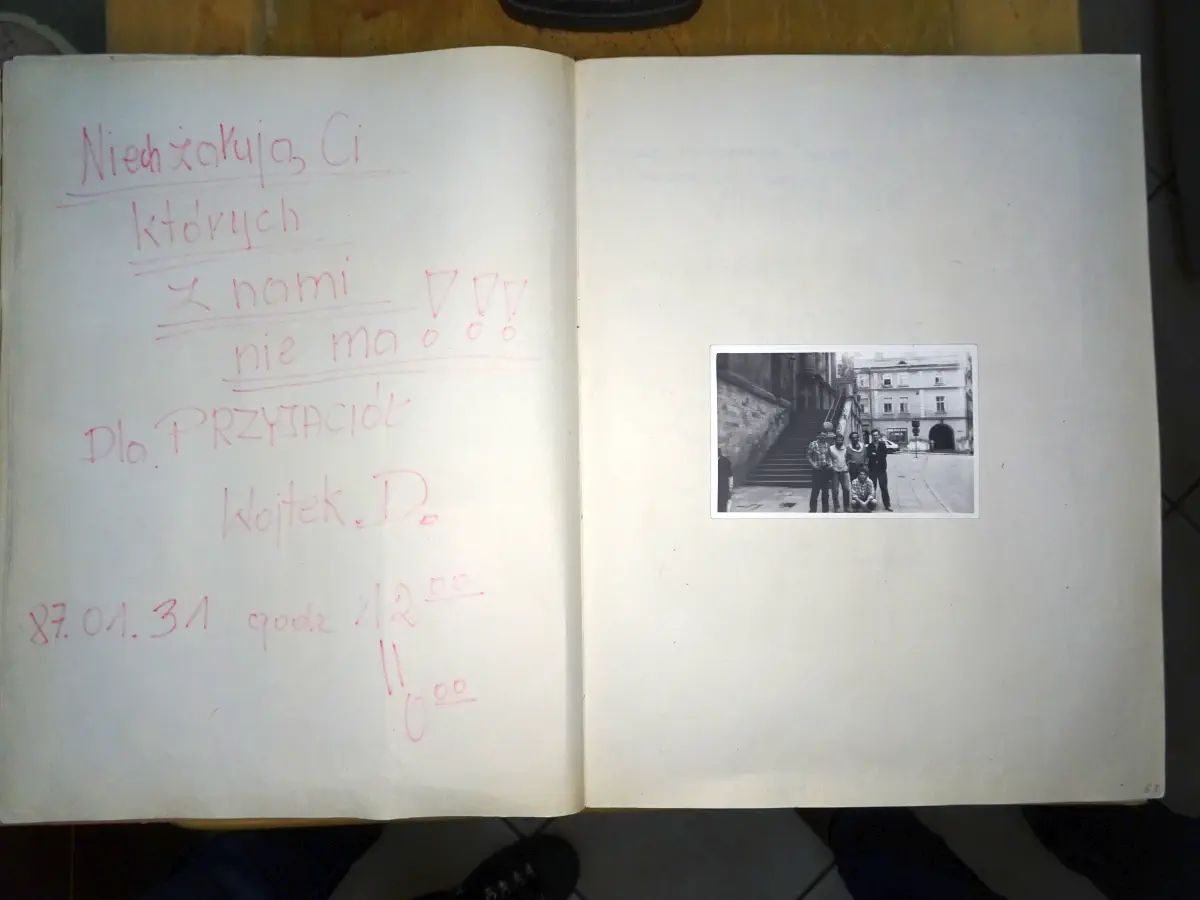 Niech żałują Ci
których
z nami
nie ma !!!
Dla PRZYJACIÓŁ
Wojtek.D.
87.01.31 godz 12⁰⁰
0⁰⁰